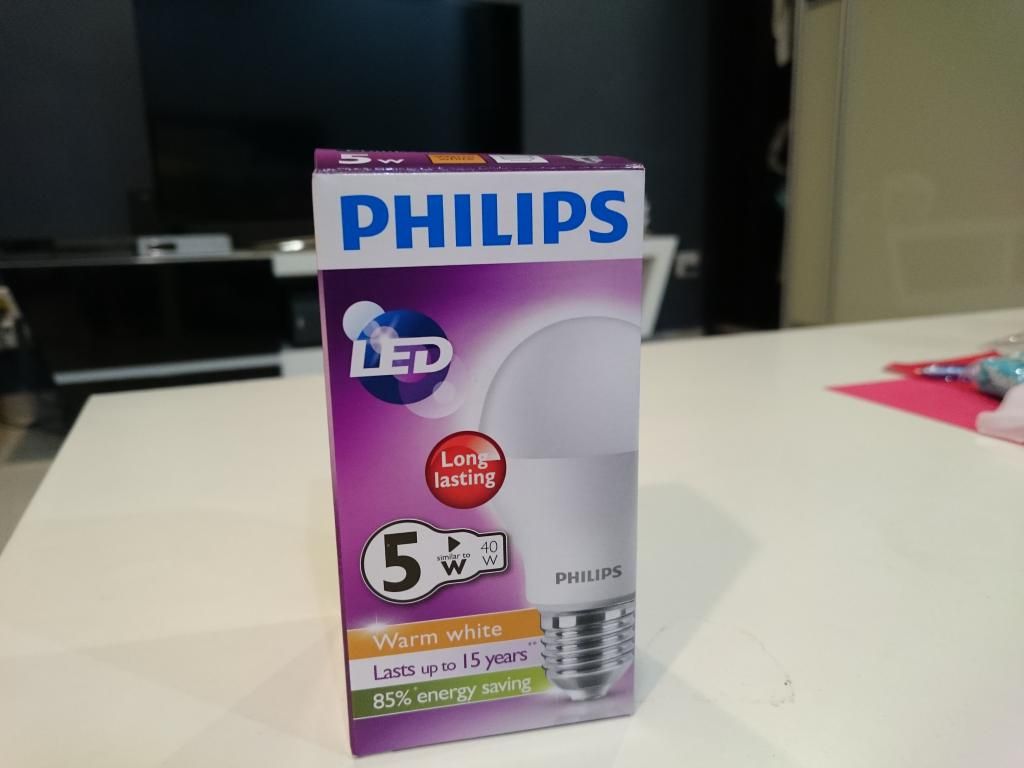 5 W
PHILIPS
LED
Long
lasting
5 W
similar to
40
W
PHILIPS
Warm white
Lasts up to 15 years**
85%* energy saving